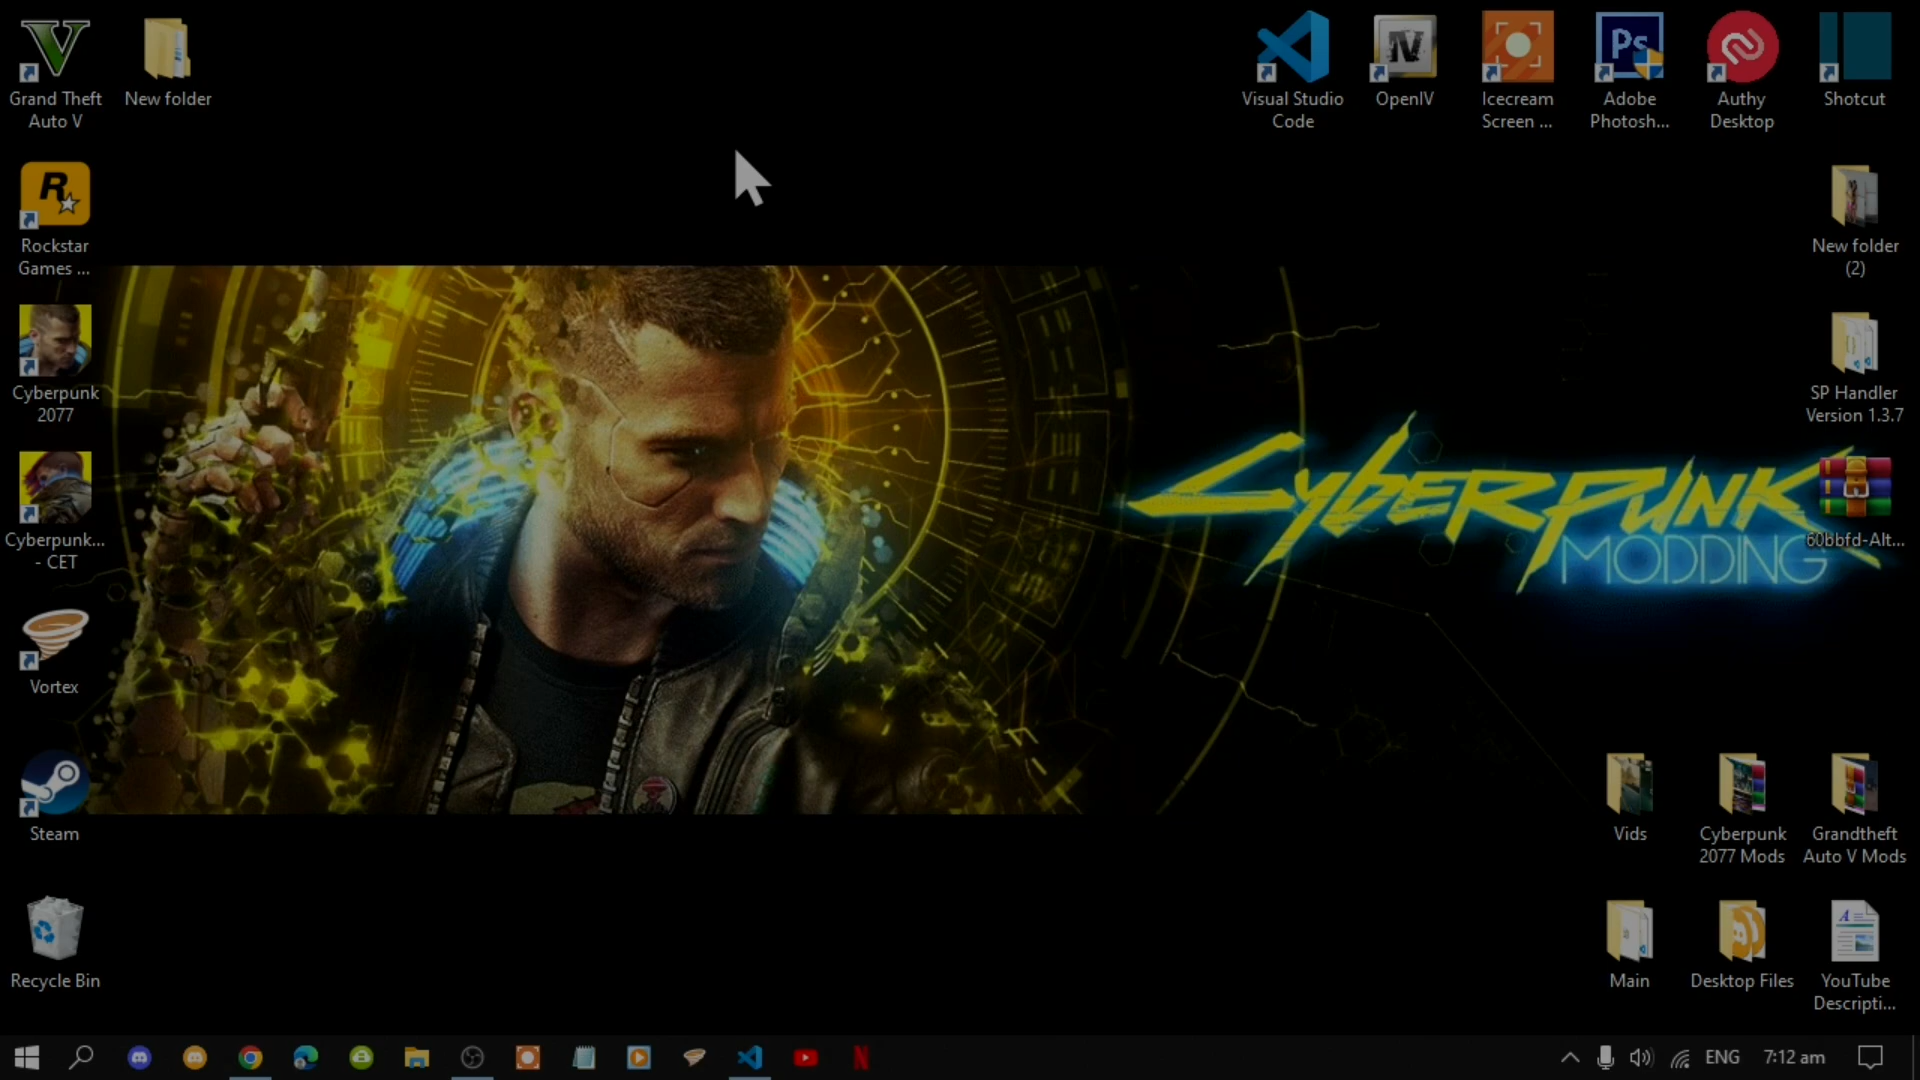 Grand Theft
Auto V
New folder
Visual Studio
Code
OpenIV
Icecream
Screen ...
Adobe
Photosh...
Authy
Desktop
Shotcut
Rockstar
Games ...
New folder
(2)
Cyberpunk
2077
SP Handler
Version 1.3.7
CYBERPUNK
MODDING
Cyberpunk...
- CET
60bbfd-Alt...
Vortex
Steam
Vids
Cyberpunk
2077 Mods
Grandtheft
Auto V Mods
Recycle Bin
Main
Desktop Files
YouTube
Descripti...
ENG
7:12 am